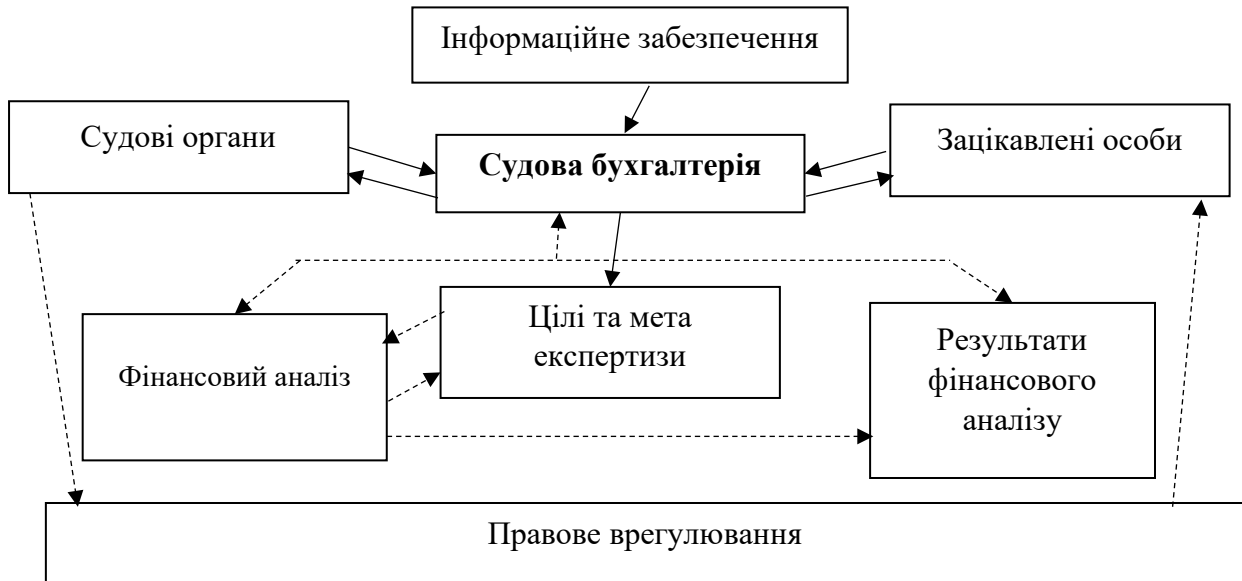 Інформаційне забезпечення
Судові органи
Судова бухгалтерія
Зацікавлені особи
Фінансовий аналіз
Цілі та мета
експертизи
Результати
фінансового
аналізу
Правове врегулювання